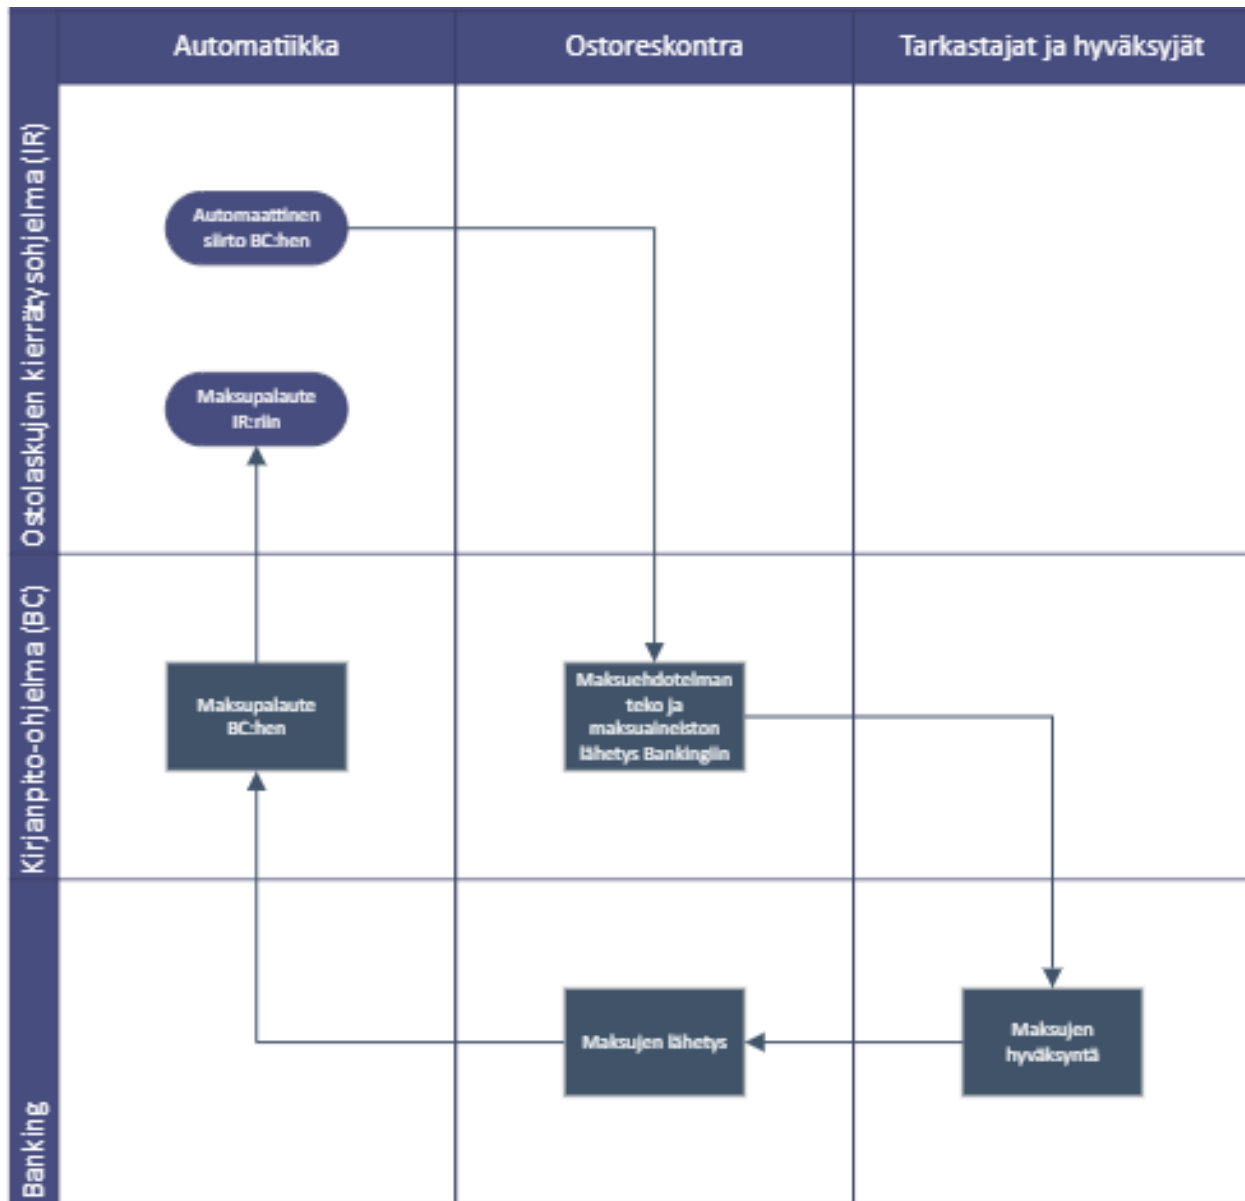 Automatiikka
Ostoreskontra
Tarkastajat ja hyväksyjät
Ostolaskujen kierrätysohjelma (IR)
Automaattinen
siirto BC:hen
Maksupalaute
IR:riin
Kirjanpito-ohjelma (BC)
Maksupalaute
BC:hen
Maksuehdotelman
teko ja
maksuaineiston
lähetys Bankingiin
Banking
Maksujen lähetys
Maksujen
hyväksyntä